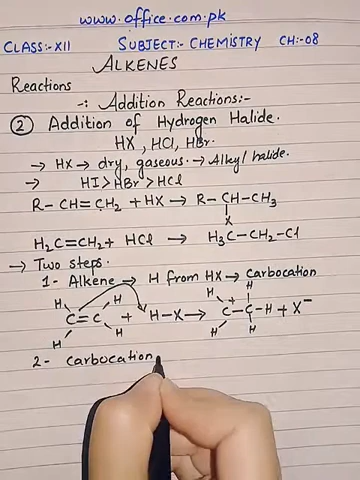 www.office.com.pk
CLASS:- XII SUBJECT:- CHEMISTRY CH:-08
ALKENES
Reactions
-: Addition Reactions:-
② Addition of Hydrogen Halide.
HX, HCl, HBr.
→ HX → dry, gaseous → Alkyl halide.
→ HI > HBr > HCl
R-CH=CH₂ + HX → R-CH-CH₃
X
H₂C=CH₂ + HCl → H₃C-CH₂-Cl
→ Two steps.
1- Alkene → H from HX → Carbocation
H H H H
C=C + H-X → C⁺-C-H + X⁻
H H H H
2- Carbocation